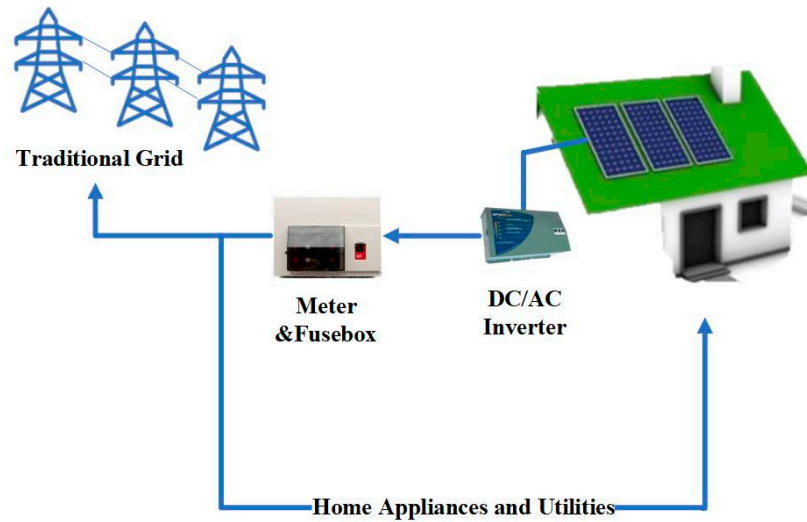 Traditional Grid
Meter
&Fusebox
DC/AC
Inverter
Home Appliances and Utilities